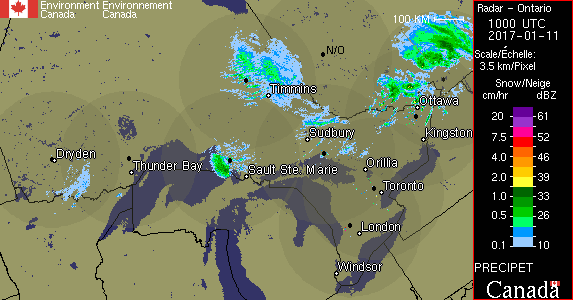 Environment Environnement
Canada Canada
100 KM
N/O
Timmins
Ottawa
Sudbury
Kingston
Dryden
Thunder Bay
Sault Ste. Marie
Orillia
Toronto
London
Windsor
Radar - Ontario
1000 UTC
2017-01-11
Scale/Échelle:
3.5 km/Pixel
Snow/Neige
cm/hr dBZ
20 61
7.5 52
4.0 46
2.0 39
1.0 33
0.5 26
0.1 10
PRECIPET
Canada